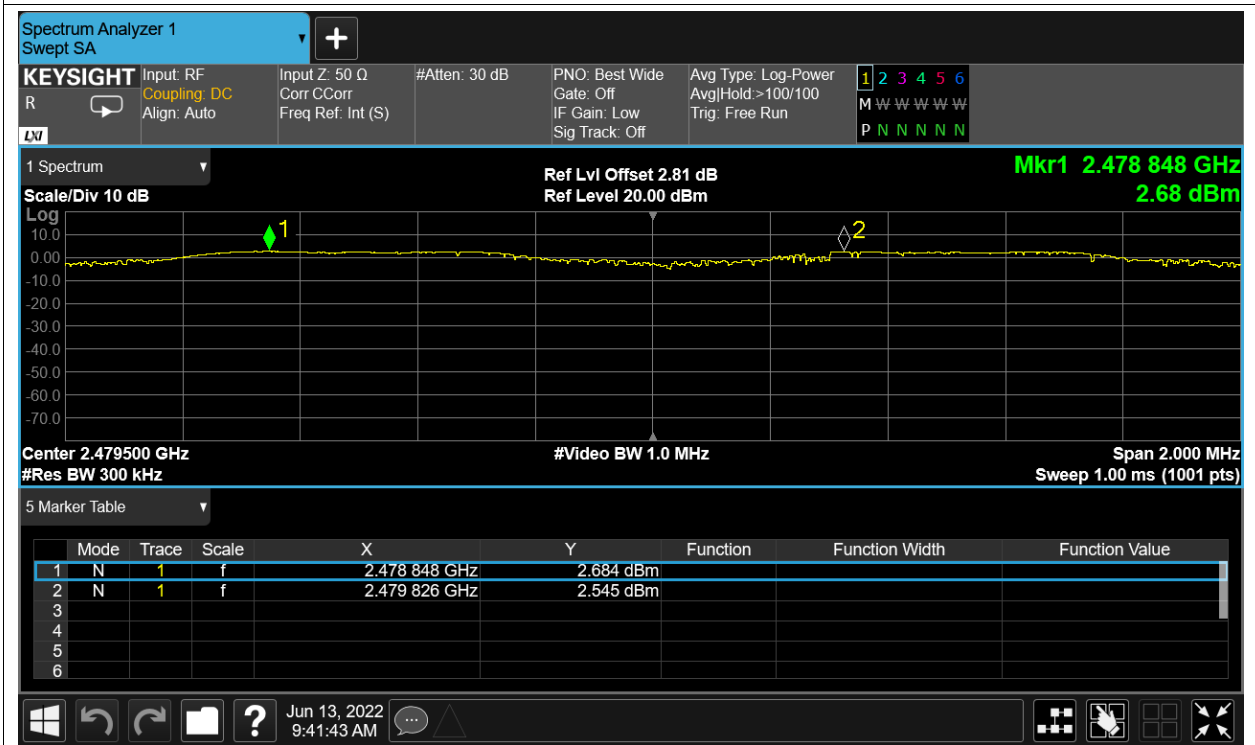 Spectrum Analyzer 1
Swept SA
KEYSIGHT
R
LXI
Input: RF
Coupling: DC
Align: Auto
Input Z: 50 Ω
Corr CCorr
Freq Ref: Int (S)
#Atten: 30 dB
PNO: Best Wide
Gate: Off
IF Gain: Low
Sig Track: Off
Avg Type: Log-Power
Avg|Hold:>100/100
Trig: Free Run
1 2 3 4 5 6
M W W W W W
P N N N N N
1 Spectrum
Scale/Div 10 dB
Ref Lvl Offset 2.81 dB
Ref Level 20.00 dBm
Mkr1 2.478 848 GHz
2.68 dBm
Log
10.0
0.00
-10.0
-20.0
-30.0
-40.0
-50.0
-60.0
-70.0
1
2
Center 2.479500 GHz
#Video BW 1.0 MHz
Span 2.000 MHz
#Res BW 300 kHz
Sweep 1.00 ms (1001 pts)
5 Marker Table
Mode Trace Scale X Y Function Function Width Function Value
1 N 1 f 2.478 848 GHz 2.684 dBm
2 N 1 f 2.479 826 GHz 2.545 dBm
3
4
5
6
?
Jun 13, 2022
9:41:43 AM